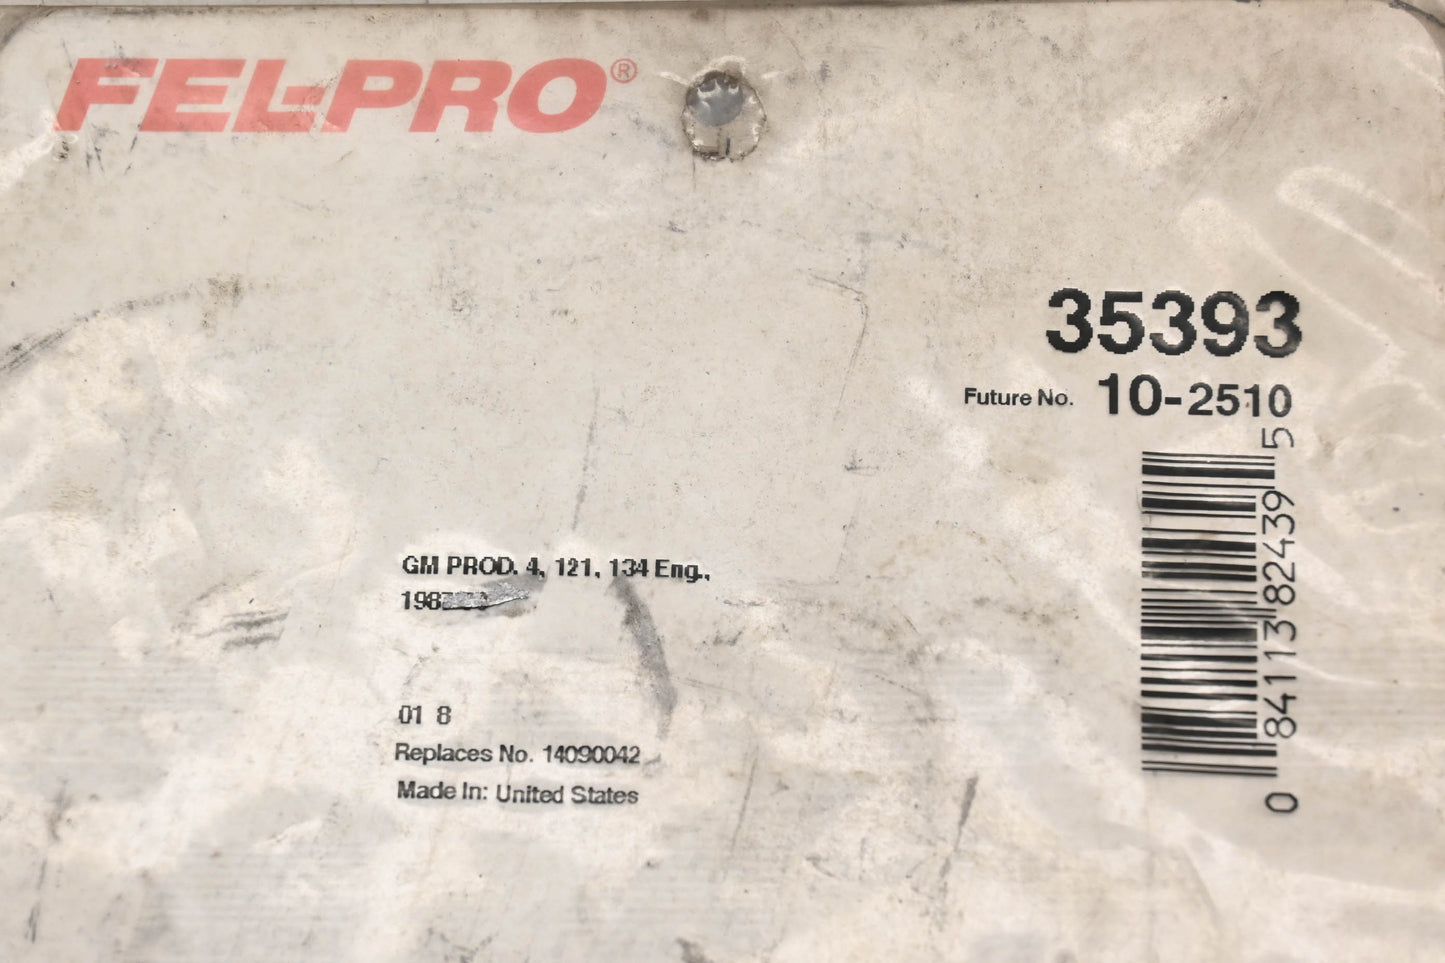 FEL-PRO®
35393
Future No. 10-2510
0 84113 82439 5
GM PROD. 4, 121, 134 Eng.,
01 8
Replaces No. 14090042
Made In: United States